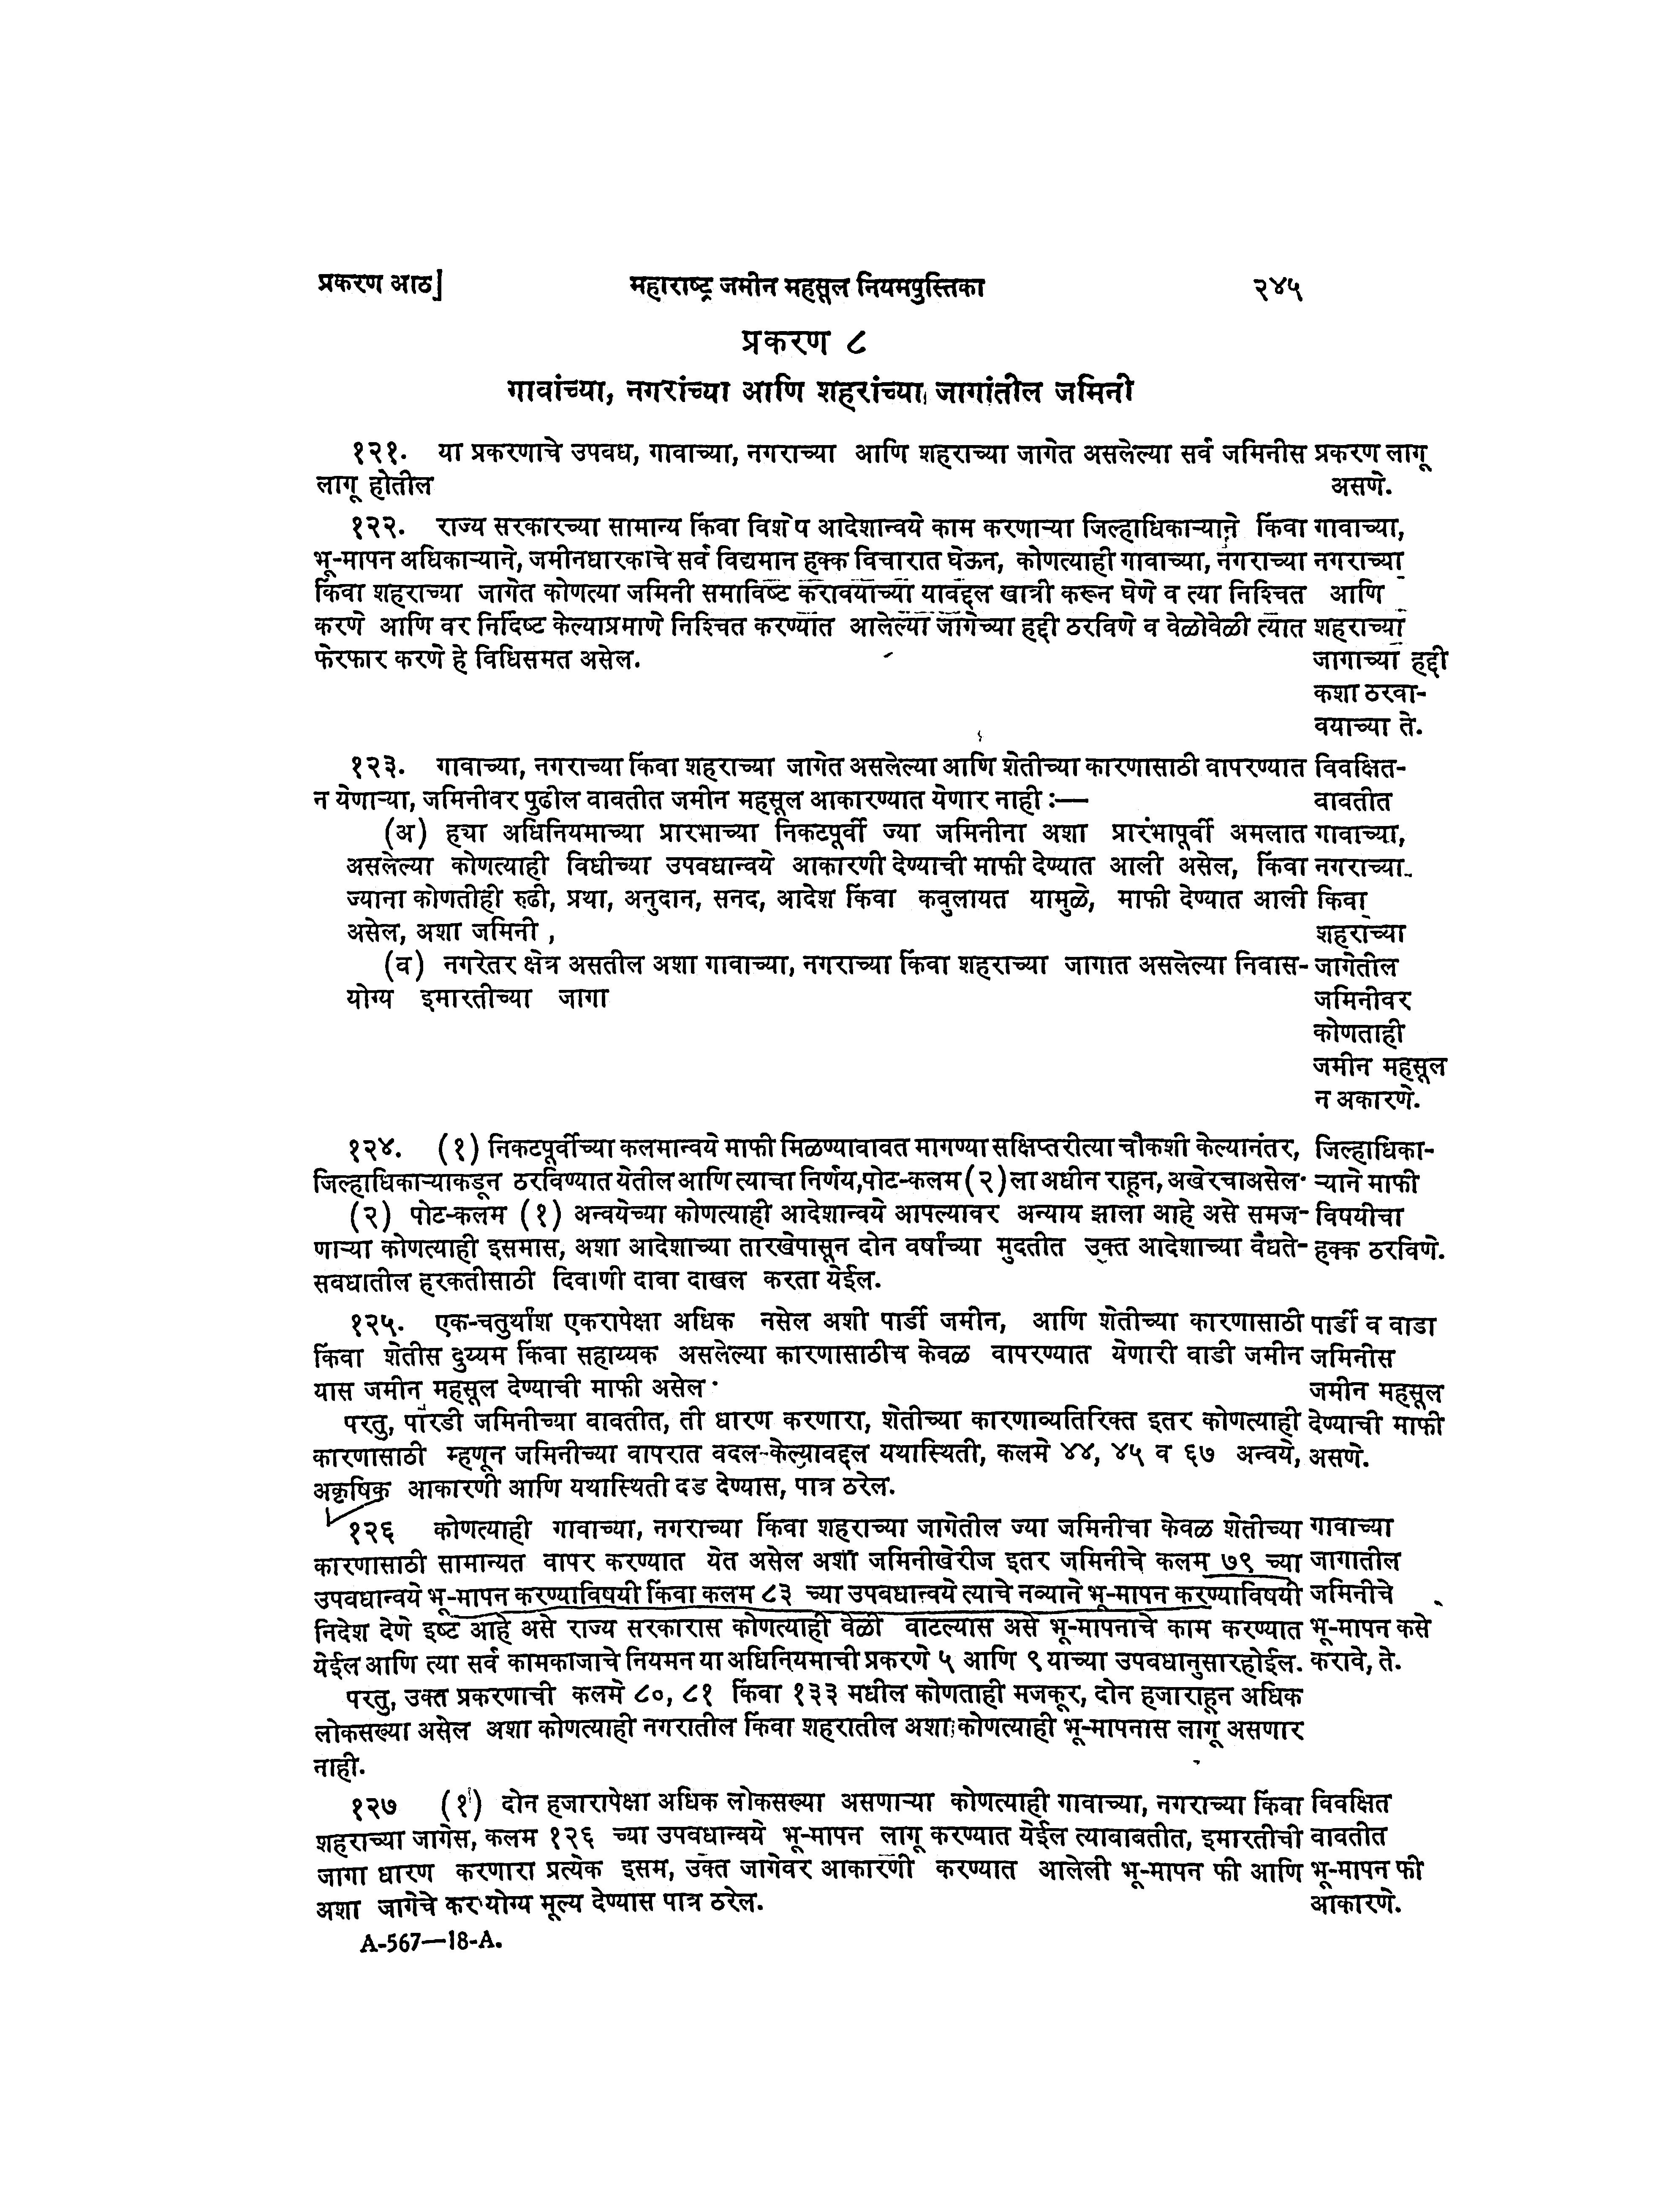 प्रकरण आठ]
महाराष्ट्र जमीन महसूल नियमपुस्तिका
२४५
प्रकरण ८
गावांच्या, नगरांच्या आणि शहरांच्या जागांतील जमिनी
१२१. या प्रकरणाचे उपवध, गावाच्या, नगराच्या आणि शहराच्या जागेत असलेल्या सर्व जमिनीस
लागू होतील
प्रकरण लागू
असणे.
१२२. राज्य सरकारच्या सामान्य किंवा विशेप आदेशान्वये काम करणाऱ्या जिल्हाधिकाऱ्याने किंवा
भू-मापन अधिकाऱ्याने, जमीनधारकाचे सर्व विद्यमान हक्क विचारात घेऊन, कोणत्याही गावाच्या, नगराच्या
किंवा शहराच्या जागेत कोणत्या जमिनी समाविष्ट करावयाच्या यावद्दल खात्री करून घेणे व त्या निश्चित
करणे आणि वर निर्दिष्ट केल्याप्रमाणे निश्चित करण्यात आलेल्या जागेच्या हद्दी ठरविणे व वेळोवेळी त्यात
फेरफार करणे हे विधिसमत असेल.
गावाच्या,
नगराच्या
आणि
शहराच्या
जागाच्या हद्दी
कशा ठरवा-
वयाच्या ते.
१२३. गावाच्या, नगराच्या किंवा शहराच्या जागेत असलेल्या आणि शेतीच्या कारणासाठी वापरण्यात
न येणाऱ्या, जमिनीवर पुढील वावतीत जमीन महसूल आकारण्यात येणार नाही :—
(अ) ह्या अधिनियमाच्या प्रारभाच्या निकटपूर्वी ज्या जमिनीना अशा प्रारंभापूर्वी अमलात
असलेल्या कोणत्याही विधीच्या उपवधान्वये आकारणी देण्याची माफी देण्यात आली असेल, किंवा
ज्याना कोणतीही रुढी, प्रथा, अनुदान, सनद, आदेश किंवा कवुलायत यामुळे, माफी देण्यात आली
असेल, अशा जमिनी ,
(व) नगरेतर क्षेत्र असतील अशा गावाच्या, नगराच्या किंवा शहराच्या जागात असलेल्या निवास-
योग्य इमारतीच्या जागा
विवक्षित-
वावतीत
गावाच्या,
नगराच्या
किवा
शहराच्या
जागेतील
जमिनीवर
कोणताही
जमीन महसूल
न अकारणे.
१२४. (१) निकटपूर्वीच्या कलमान्वये माफी मिळण्यावावत मागण्या सक्षिप्तरीत्या चौकशी केल्यानंतर,
जिल्हाधिकाऱ्याकडून ठरविण्यात येतील आणि त्याचा निर्णय,पोट-कलम (२) ला अधीन राहून, अखेरचाअसेल.
(२) पोट-कलम (१) अन्वयेच्या कोणत्याही आदेशान्वये आपल्यावर अन्याय झाला आहे असे समज-
णाऱ्या कोणत्याही इसमास, अशा आदेशाच्या तारखेपासून दोन वर्षांच्या मुदतीत उक्त आदेशाच्या वैधते-
सवधातील हरकतीसाठी दिवाणी दावा दाखल करता येईल.
जिल्हाधिका-
ऱ्याने माफी
विषयीचा
हक्क ठरविणे.
१२५. एक-चतुर्थांश एकरापेक्षा अधिक नसेल अशी पार्डी जमीन, आणि शेतीच्या कारणासाठी
किंवा शेतीस दुय्यम किंवा सहाय्यक असलेल्या कारणासाठीच केवळ वापरण्यात येणारी वाडी जमीन
यास जमीन महसूल देण्याची माफी असेल.
परतु, पारडी जमिनीच्या वावतीत, ती धारण करणारा, शेतीच्या कारणाव्यतिरिक्त इतर कोणत्याही
कारणासाठी म्हणून जमिनीच्या वापरात वदल केल्यावद्दल यथास्थिती, कलमे ४४, ४५ व ६७ अन्वये,
अकृषिक आकारणी आणि यथास्थिती दड देण्यास, पात्र ठरेल.
पार्डी व वाडा
जमिनीस
जमीन महसूल
देण्याची माफी
असणे.
१२६ कोणत्याही गावाच्या, नगराच्या किंवा शहराच्या जागेतील ज्या जमिनीचा केवळ शेतीच्या
कारणासाठी सामान्यत वापर करण्यात येत असेल अशा जमिनीखेरीज इतर जमिनीचे कलम ७९ च्या
उपवधान्वये भू-मापन करण्याविषयी किंवा कलम ८३ च्या उपवधान्वये त्याचे नव्याने भू-मापन करण्याविषयी
निदेश देणे इष्ट आहे असे राज्य सरकारास कोणत्याही वेळी वाटल्यास असे भू-मापनाचे काम करण्यात
येईल आणि त्या सर्व कामकाजाचे नियमन या अधिनियमाची प्रकरणे ५ आणि ९ याच्या उपवधानुसारहोईल.
परतु, उक्त प्रकरणाची कलमे ८०, ८१ किंवा १३३ मधील कोणताही मजकूर, दोन हजाराहून अधिक
लोकसख्या असेल अशा कोणत्याही नगरातील किंवा शहरातील अशा कोणत्याही भू-मापनास लागू असणार
नाही.
गावाच्या
जागातील
जमिनीचे
भू-मापन कसे
करावे, ते.
१२७ (१) दोन हजारापेक्षा अधिक लोकसख्या असणाऱ्या कोणत्याही गावाच्या, नगराच्या किंवा
शहराच्या जागेस, कलम १२६ च्या उपवधान्वये भू-मापन लागू करण्यात येईल त्यावावतीत, इमारतीची
जागा धारण करणारा प्रत्येक इसम, उक्त जागेवर आकारणी करण्यात आलेली भू-मापन फी आणि
अशा जागेचे कर योग्य मूल्य देण्यास पात्र ठरेल.
विवक्षित
वावतीत
भू-मापन फी
आकारणे.
A-567—18-A.